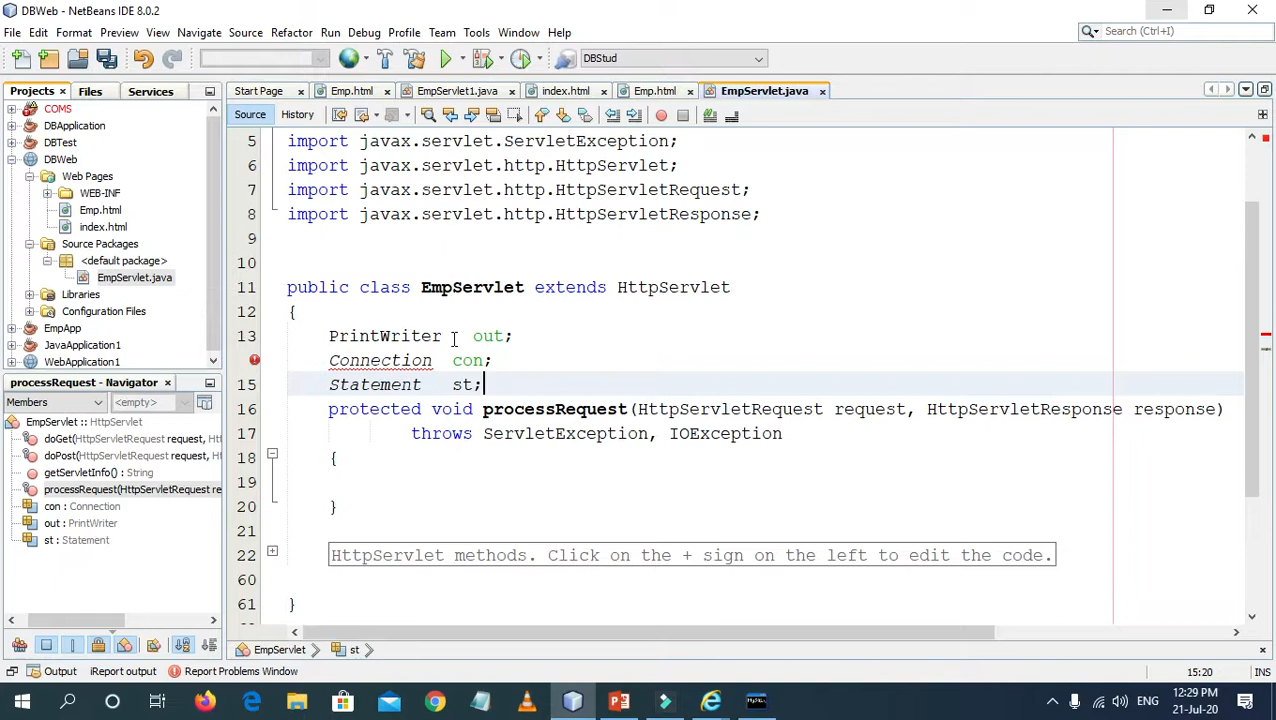 DBWeb - NetBeans IDE 8.0.2
File Edit Format Preview View Navigate Source Refactor Run Debug Profile Team Tools Window Help
Search (Ctrl+I)
DBStud
Projects Files Services
Start Page Emp.html EmpServlet1.java index.html Emp.html EmpServlet.java
COMS
DBApplication
DBTest
DBWeb
Web Pages
WEB-INF
Emp.html
index.html
Source Packages
<default package>
EmpServlet.java
Libraries
Configuration Files
EmpApp
JavaApplication1
WebApplication1
processRequest - Navigator
Members <empty>
EmpServlet :: HttpServlet
doGet(HttpServletRequest request,
doPost(HttpServletRequest request,
getServletInfo() : String
processRequest(HttpServletRequest re
con : Connection
out : PrintWriter
st : Statement
Source History
5 import javax.servlet.ServletException;
6 import javax.servlet.http.HttpServlet;
7 import javax.servlet.http.HttpServletRequest;
8 import javax.servlet.http.HttpServletResponse;
9
10
11 public class EmpServlet extends HttpServlet
12 {
13 PrintWriter out;
Connection con;
15 Statement st;
16 protected void processRequest(HttpServletRequest request, HttpServletResponse response)
17 throws ServletException, IOException
18 {
19
20 }
21
22 HttpServlet methods. Click on the + sign on the left to edit the code.
60
61 }
EmpServlet st
Output iReport output Report Problems Window
15:20 INS
ENG
12:29 PM
21-Jul-20